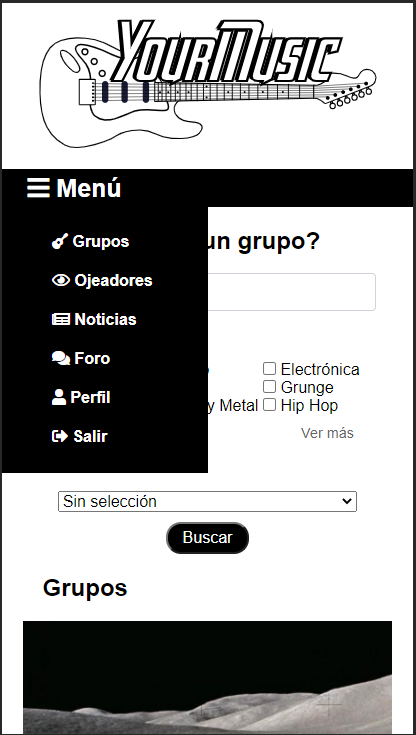 YourMusic
Menú
un grupo?
Grupos
Ojeadores
Noticias
Foro
Perfil
Salir
Electrónica
Grunge
y Metal
Hip Hop
Ver más
Sin selección
Buscar
Grupos